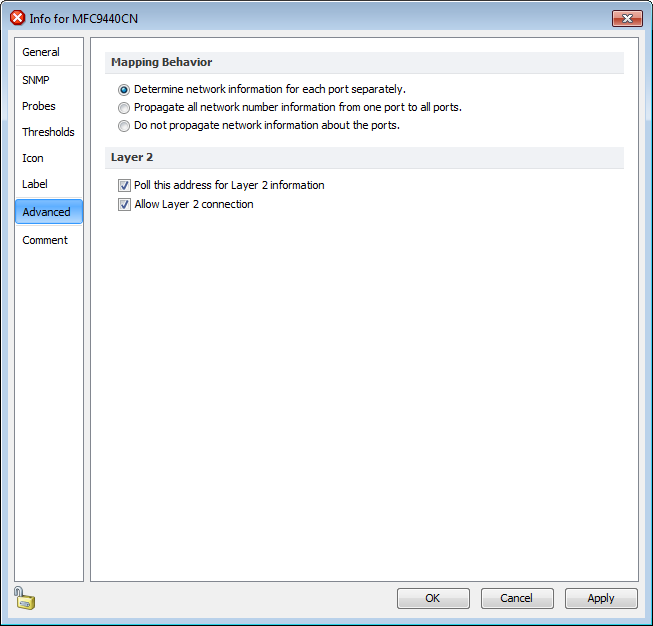 Info for MFC9440CN
General
SNMP
Probes
Thresholds
Icon
Label
Advanced
Comment
Mapping Behavior
Determine network information for each port separately.
Propagate all network number information from one port to all ports.
Do not propagate network information about the ports.
Layer 2
Poll this address for Layer 2 information
Allow Layer 2 connection
OK
Cancel
Apply